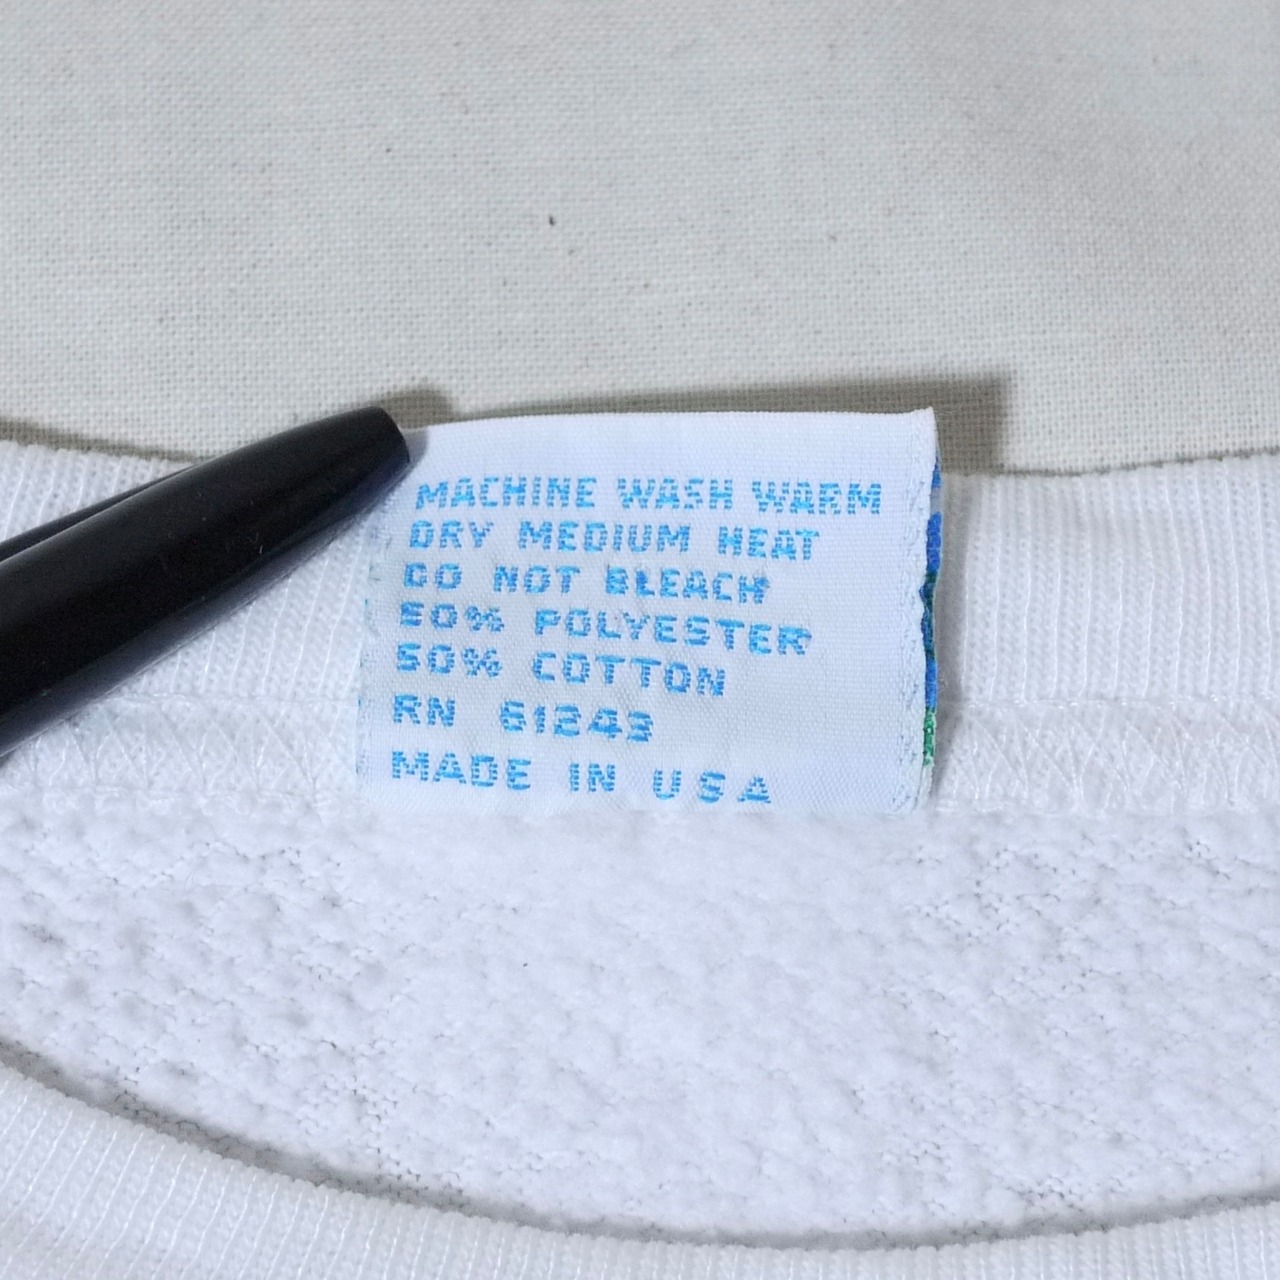 MACHINE WASH WARM
DRY MEDIUM HEAT
DO NOT BLEACH
50% POLYESTER
50% COTTON
RN 61243
MADE IN USA